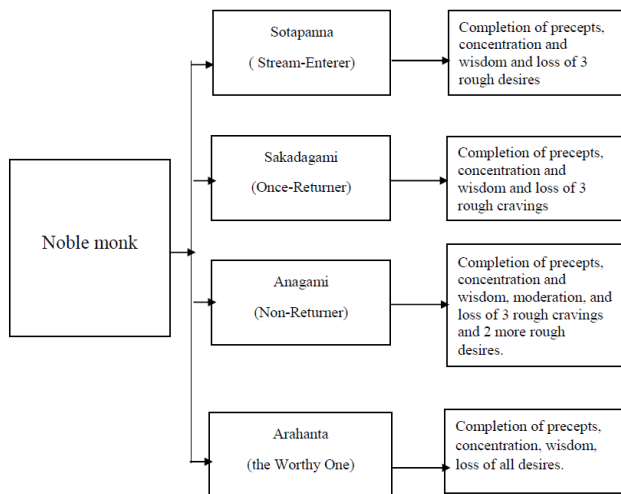 Noble monk
Sotapanna
( Stream-Enterer)
Completion of precepts,
concentration and
wisdom and loss of 3
rough desires
Sakadagami
(Once-Returner)
Completion of precepts,
concentration and
wisdom and loss of 3
rough cravings
Anagami
(Non-Returner)
Completion of precepts,
concentration and
wisdom, moderation, and
loss of 3 rough cravings
and 2 more rough
desires.
Arahanta
(the Worthy One)
Completion of precepts,
concentration, wisdom,
loss of all desires.